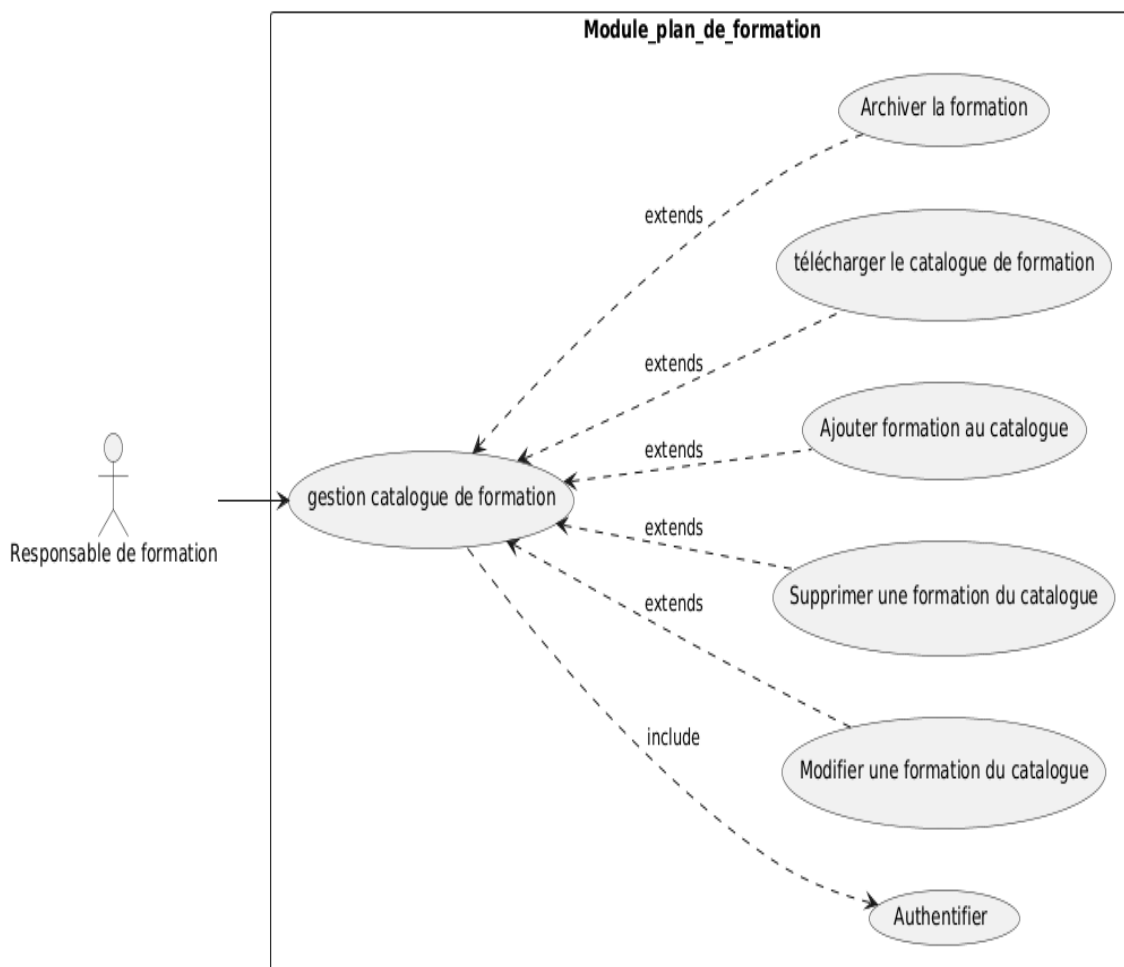 Module_plan_de_formation
Archiver la formation
extends
télécharger le catalogue de formation
extends
Ajouter formation au catalogue
extends
gestion catalogue de formation
Responsable de formation
extends
Supprimer une formation du catalogue
extends
Modifier une formation du catalogue
include
Authentifier